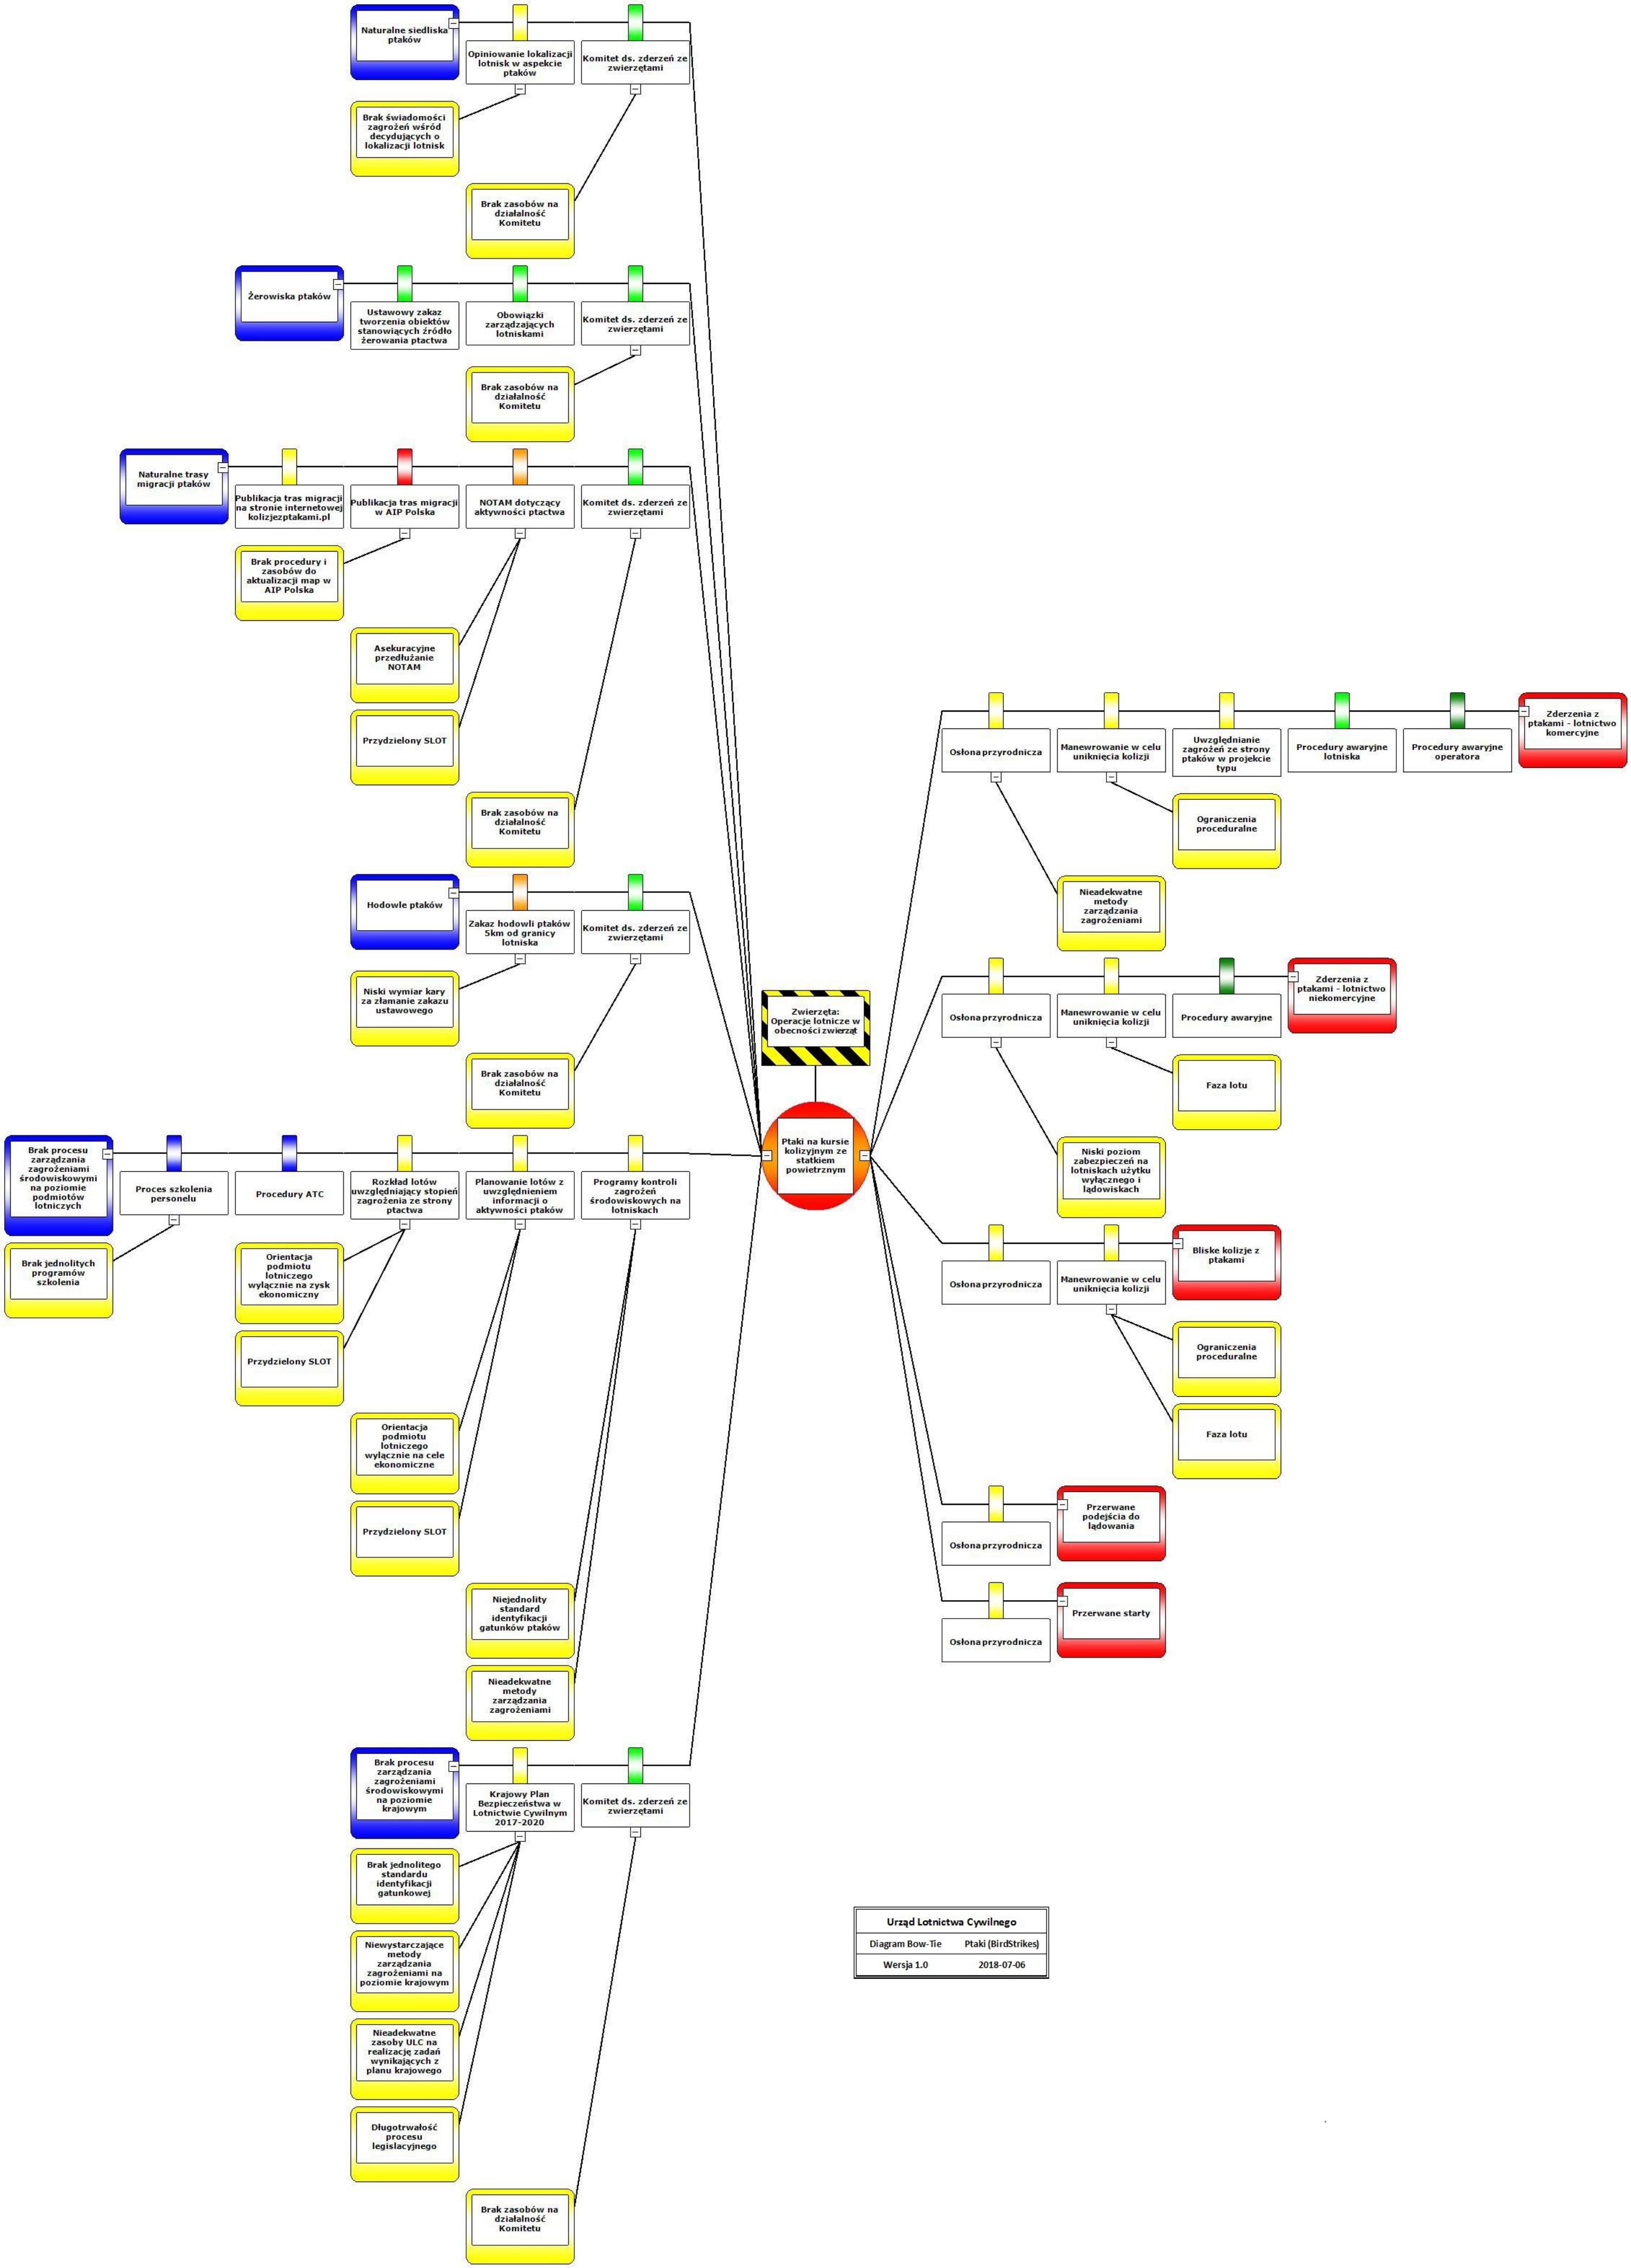 Naturalne siedliska
ptaków
Opiniowanie lokalizacji
lotnisk w aspekcie
ptaków
Komitet ds. zderzeń ze
zwierzętami
Brak świadomości
zagrożeń wśród
decydujących o
lokalizacji lotnisk
Brak zasobów na
działalność
Komitetu
Żerowiska ptaków
Ustawowy zakaz
tworzenia obiektów
stanowiących źródło
żerowania ptactwa
Obowiązki
zarządzających
lotniskami
Komitet ds. zderzeń ze
zwierzętami
Brak zasobów na
działalność
Komitetu
Naturalne trasy
migracji ptaków
Publikacja tras migracji
na stronie internetowej
kolizjezptakami.pl
Publikacja tras migracji
w AIP Polska
NOTAM dotyczący
aktywności ptactwa
Komitet ds. zderzeń ze
zwierzętami
Brak procedury i
zasobów do
aktualizacji map w
AIP Polska
Asekuracyjne
przedłużanie
NOTAM
Przydzielony SLOT
Brak zasobów na
działalność
Komitetu
Hodowle ptaków
Zakaz hodowli ptaków
5km od granicy
lotniska
Komitet ds. zderzeń ze
zwierzętami
Niski wymiar kary
za złamanie zakazu
ustawowego
Brak zasobów na
działalność
Komitetu
Brak procesu
zarządzania
zagrożeniami
środowiskowymi
na poziomie
podmiotów
lotniczych
Proces szkolenia
personelu
Procedury ATC
Rozkład lotów
uwzględniający stopień
zagrożenia ze strony
ptactwa
Planowanie lotów z
uwzględnieniem
informacji o
aktywności ptaków
Programy kontroli
zagrożeń
środowiskowych na
lotniskach
Brak jednolitych
programów
szkolenia
Orientacja
podmiotu
lotniczego
wyłącznie na zysk
ekonomiczny
Przydzielony SLOT
Orientacja
podmiotu
lotniczego
wyłącznie na cele
ekonomiczne
Przydzielony SLOT
Niejednolity
standard
identyfikacji
gatunków ptaków
Nieadekwatne
metody
zarządzania
zagrożeniami
Brak procesu
zarządzania
zagrożeniami
środowiskowymi
na poziomie
krajowym
Krajowy Plan
Bezpieczeństwa w
Lotnictwie Cywilnym
2017-2020
Komitet ds. zderzeń ze
zwierzętami
Brak jednolitego
standardu
identyfikacji
gatunkowej
Niewystarczające
metody
zarządzania
zagrożeniami na
poziomie krajowym
Nieadekwatne
zasoby ULC na
realizację zadań
wynikających z
planu krajowego
Długotrwałość
procesu
legislacyjnego
Brak zasobów na
działalność
Komitetu
Zwierzęta:
Operacje lotnicze w
obecności zwierząt
Ptaki na kursie
kolizyjnym ze
statkiem
powietrznym
Osłona przyrodnicza
Manewrowanie w celu
uniknięcia kolizji
Uwzględnianie
zagrożeń ze strony
ptaków w projekcie
typu
Procedury awaryjne
lotniska
Procedury awaryjne
operatora
Zderzenia z
ptakami - lotnictwo
komercyjne
Ograniczenia
proceduralne
Nieadekwatne
metody
zarządzania
zagrożeniami
Osłona przyrodnicza
Manewrowanie w celu
uniknięcia kolizji
Procedury awaryjne
Zderzenia z
ptakami - lotnictwo
niekomercyjne
Faza lotu
Niski poziom
zabezpieczeń na
lotniskach użytku
wyłącznego i
lądowiskach
Osłona przyrodnicza
Manewrowanie w celu
uniknięcia kolizji
Bliske kolizje z
ptakami
Ograniczenia
proceduralne
Faza lotu
Osłona przyrodnicza
Przerwane
podejścia do
lądowania
Osłona przyrodnicza
Przerwane starty
Urząd Lotnictwa Cywilnego
Diagram Bow-Tie Ptaki (BirdStrikes)
Wersja 1.0 2018-07-06